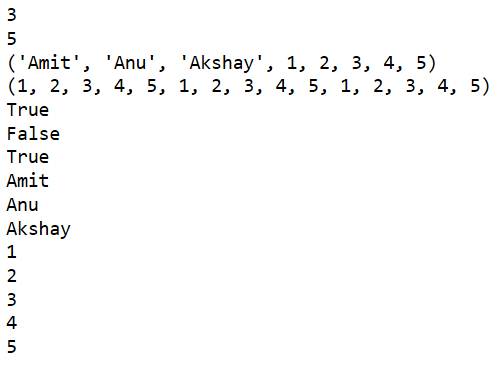 3
5
('Amit', 'Anu', 'Akshay', 1, 2, 3, 4, 5)
(1, 2, 3, 4, 5, 1, 2, 3, 4, 5, 1, 2, 3, 4, 5)
True
False
True
Amit
Anu
Akshay
1
2
3
4
5